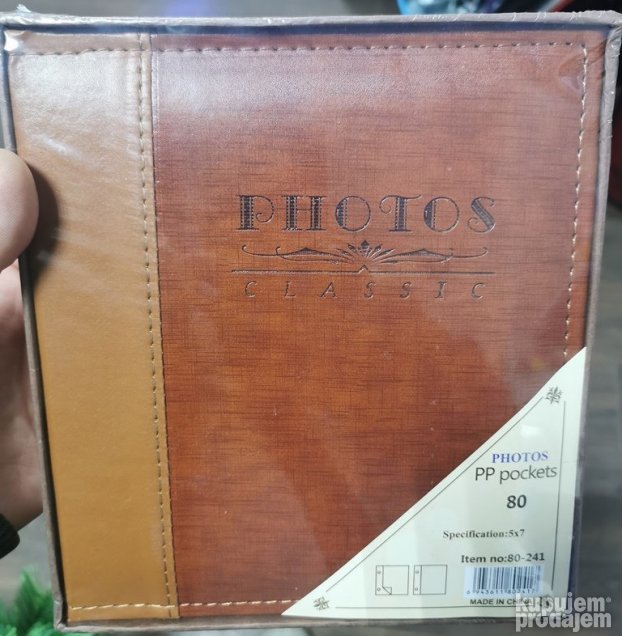 PHOTOS
CLASSIC
PHOTOS
PP pockets
80
Specification:5x7
Item no:80-241
MADE IN CHINA
kupujem
prodajem